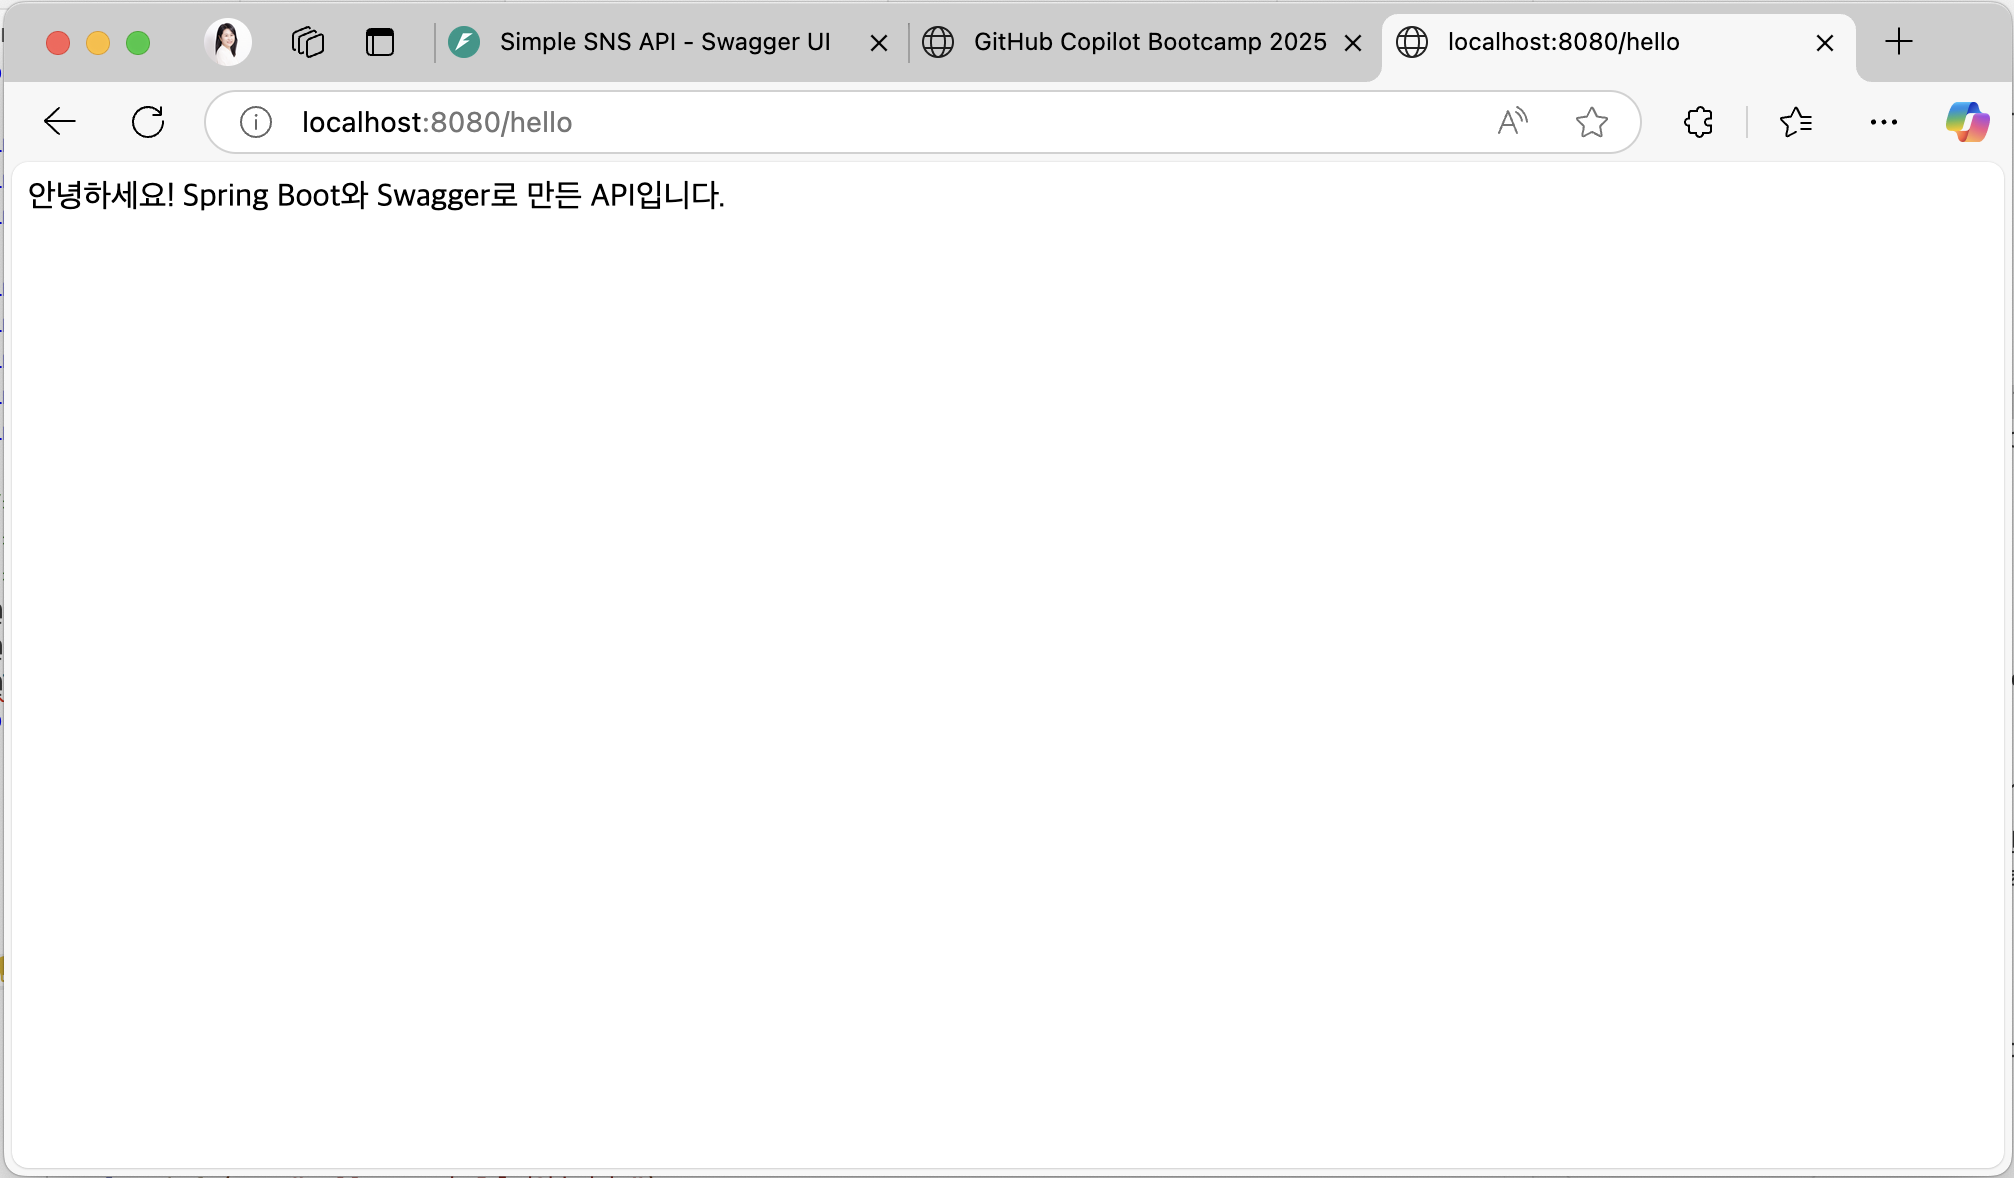 Simple SNS API - Swagger UI
GitHub Copilot Bootcamp 2025
localhost:8080/hello
localhost:8080/hello
안녕하세요! Spring Boot와 Swagger로 만든 API입니다.